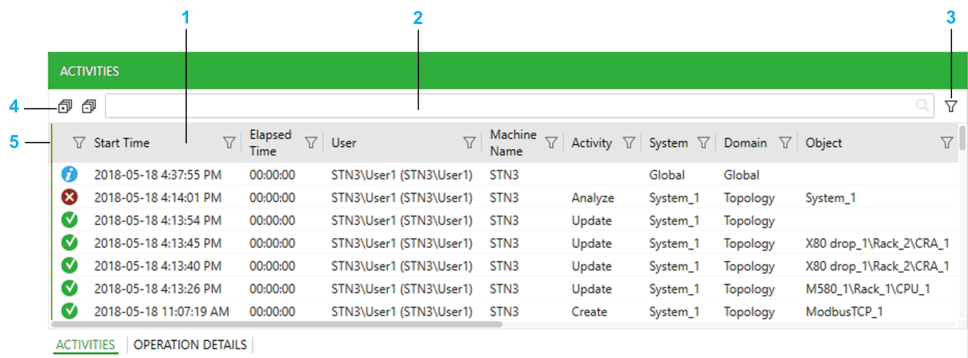 1 2 3
ACTIVITIES
4
5
Start Time Elapsed Time User Machine Name Activity System Domain Object
2018-05-18 4:37:55 PM 00:00:00 STN3\User1 (STN3\User1) STN3 Global Global
2018-05-18 4:14:01 PM 00:00:00 STN3\User1 (STN3\User1) STN3 Analyze System_1 Topology System_1
2018-05-18 4:13:54 PM 00:00:00 STN3\User1 (STN3\User1) STN3 Update System_1 Topology
2018-05-18 4:13:45 PM 00:00:00 STN3\User1 (STN3\User1) STN3 Update System_1 Topology X80 drop_1\Rack_2\CRA_1
2018-05-18 4:13:40 PM 00:00:00 STN3\User1 (STN3\User1) STN3 Update System_1 Topology X80 drop_1\Rack_2\CRA_1
2018-05-18 4:13:26 PM 00:00:00 STN3\User1 (STN3\User1) STN3 Update System_1 Topology M580_1\Rack_1\CPU_1
2018-05-18 11:07:19 AM 00:00:00 STN3\User1 (STN3\User1) STN3 Create System_1 Topology ModbusTCP_1
ACTIVITIES OPERATION DETAILS